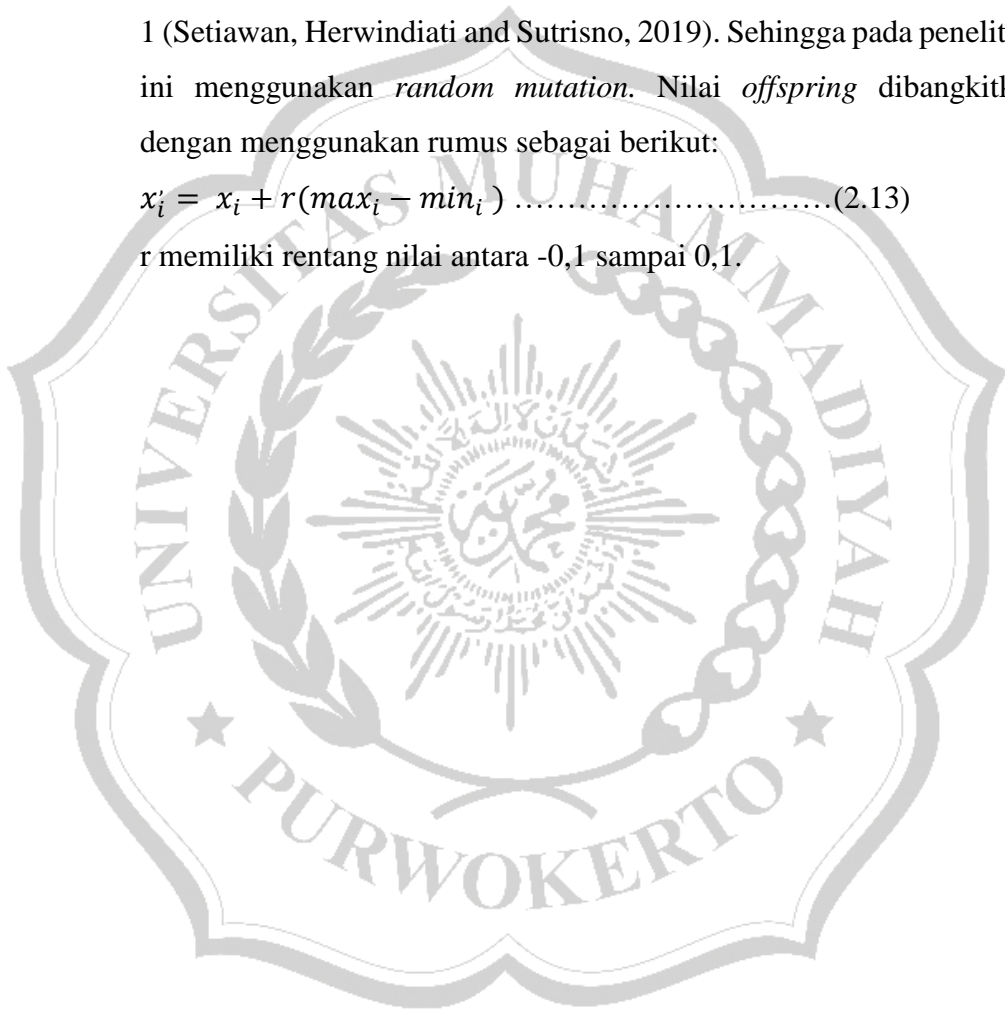 1 (Setiawan, Herwindiati and Sutrisno, 2019). Sehingga pada penelit
ini menggunakan random mutation. Nilai offspring dibangkitk
dengan menggunakan rumus sebagai berikut:
x'ᵢ = xᵢ + r(maxᵢ − minᵢ) ..............................(2.13)
r memiliki rentang nilai antara -0,1 sampai 0,1.
UNIVERSITAS MUHAMMADIYAH
PURWOKERTO